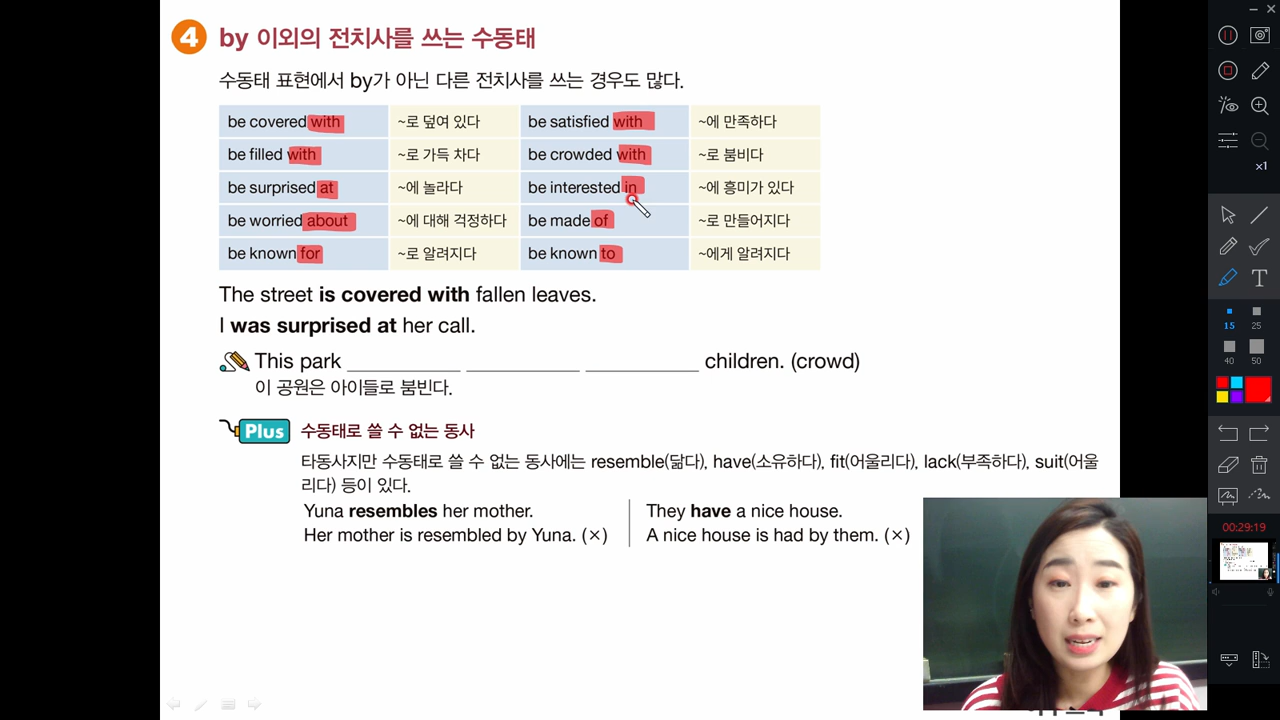 4 by 이외의 전치사를 쓰는 수동태
수동태 표현에서 by가 아닌 다른 전치사를 쓰는 경우도 많다.
be covered with ~로 덮여 있다 be satisfied with ~에 만족하다
be filled with ~로 가득 차다 be crowded with ~로 붐비다
be surprised at ~에 놀라다 be interested in ~에 흥미가 있다
be worried about ~에 대해 걱정하다 be made of ~로 만들어지다
be known for ~로 알려지다 be known to ~에게 알려지다
The street is covered with fallen leaves.
I was surprised at her call.
This park ____ ____ ____ children. (crowd)
이 공원은 아이들로 붐빈다.
Plus 수동태로 쓸 수 없는 동사
타동사지만 수동태로 쓸 수 없는 동사에는 resemble(닮다), have(소유하다), fit(어울리다), lack(부족하다), suit(어울
리다) 등이 있다.
Yuna resembles her mother.
Her mother is resembled by Yuna. (×)
They have a nice house.
A nice house is had by them. (×)
x1
T
15 25
40 50
00:29:19